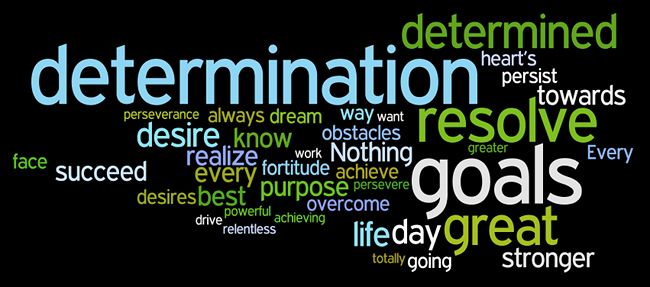 determined
heart's
determination
persist
towards
perseverance always dream way want
resolve
desire know obstacles
greater
realize work Nothing Every
face succeed every fortitude achieve
goals
desires best purpose persevere
overcome
drive powerful achieving
relentless
life day great
totally going stronger